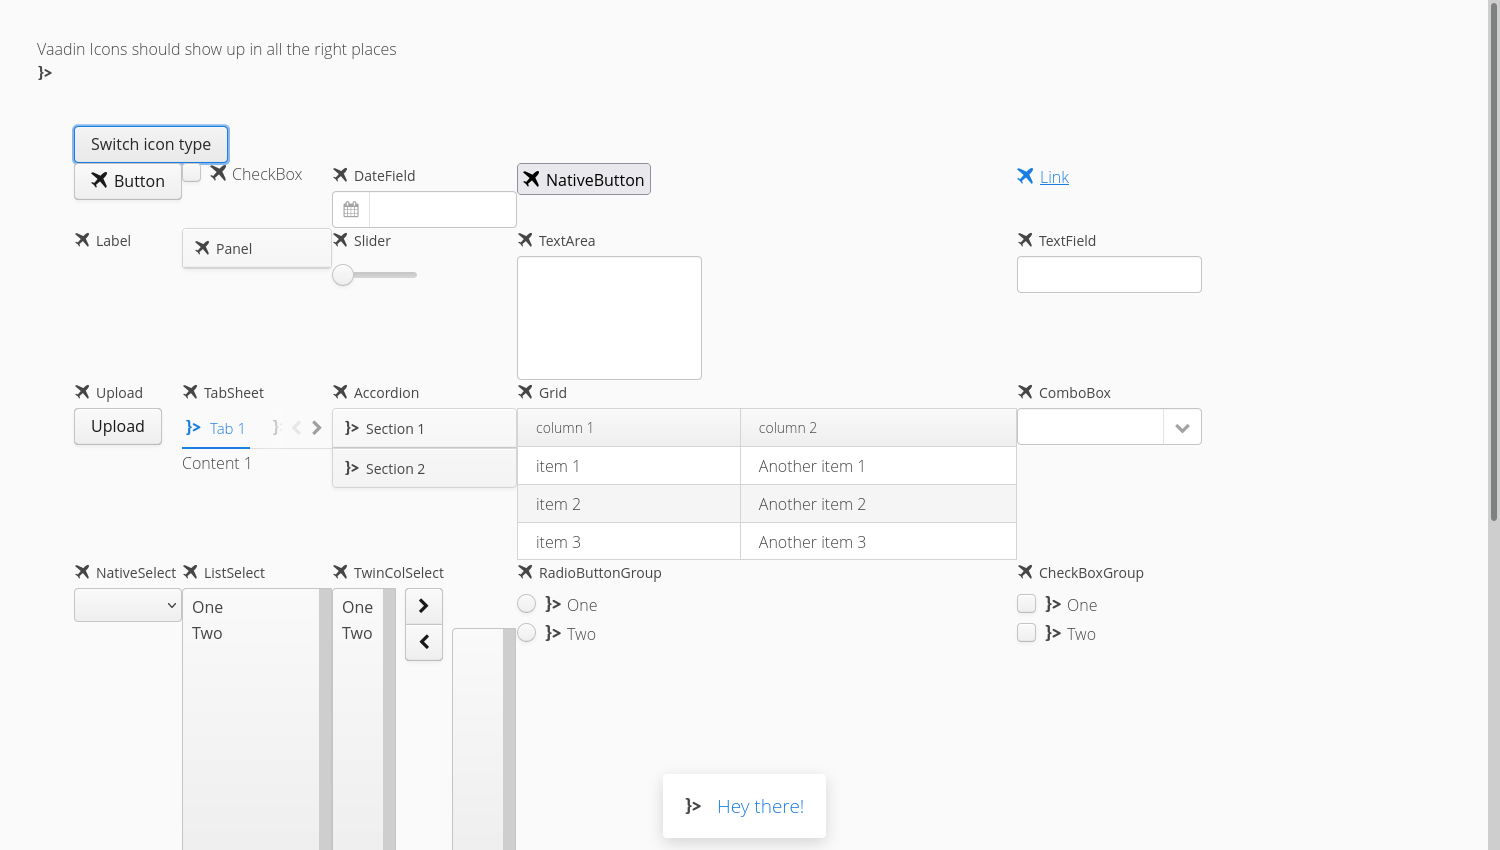 Vaadin Icons should show up in all the right places
Switch icon type
Button
CheckBox
DateField
NativeButton
Link
Label
Panel
Slider
TextArea
TextField
Upload
TabSheet
Accordion
Grid
ComboBox
Upload
Tab 1
Section 1
column 1
column 2
Content 1
item 1
Another item 1
Section 2
item 2
Another item 2
item 3
Another item 3
NativeSelect
ListSelect
TwinColSelect
RadioButtonGroup
CheckBoxGroup
One
One
One
One
Two
Two
Two
Two
Hey there!